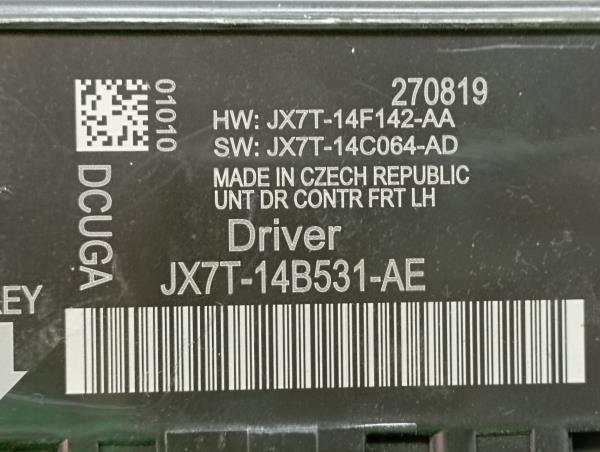 270819
01010
HW: JX7T-14F142-AA
SW: JX7T-14C064-AD
MADE IN CZECH REPUBLIC
UNT DR CONTR FRT LH
DCUGA
Driver
JX7T-14B531-AE